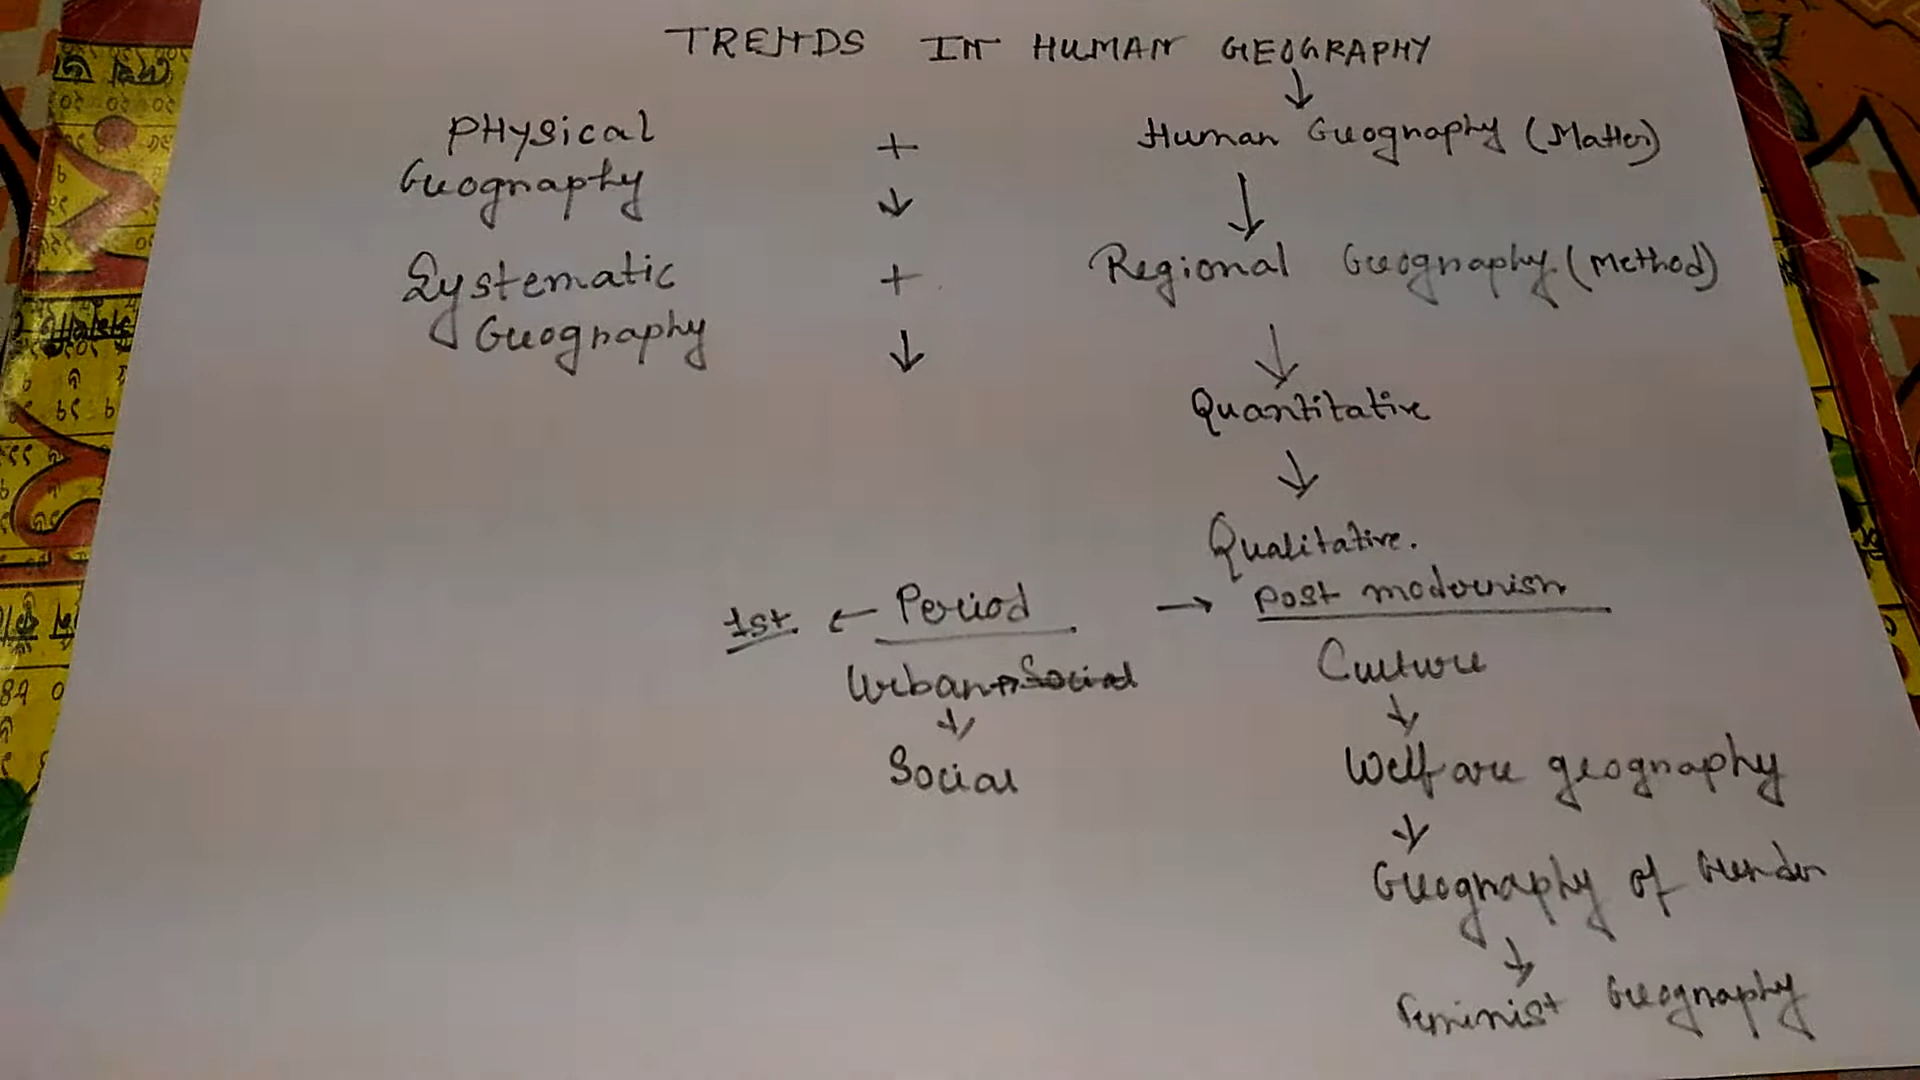 TRENDS IN HUMAN GEOGRAPHY
Physical + Human Geography (Matter)
Geography
Systematic + Regional Geography. (Method)
Geography
Quantitative
Qualitative.
1st. ← Period → Post modernism
Urban → Social Culture
Social Welfare geography
Geography of Gender
Feminist Geography